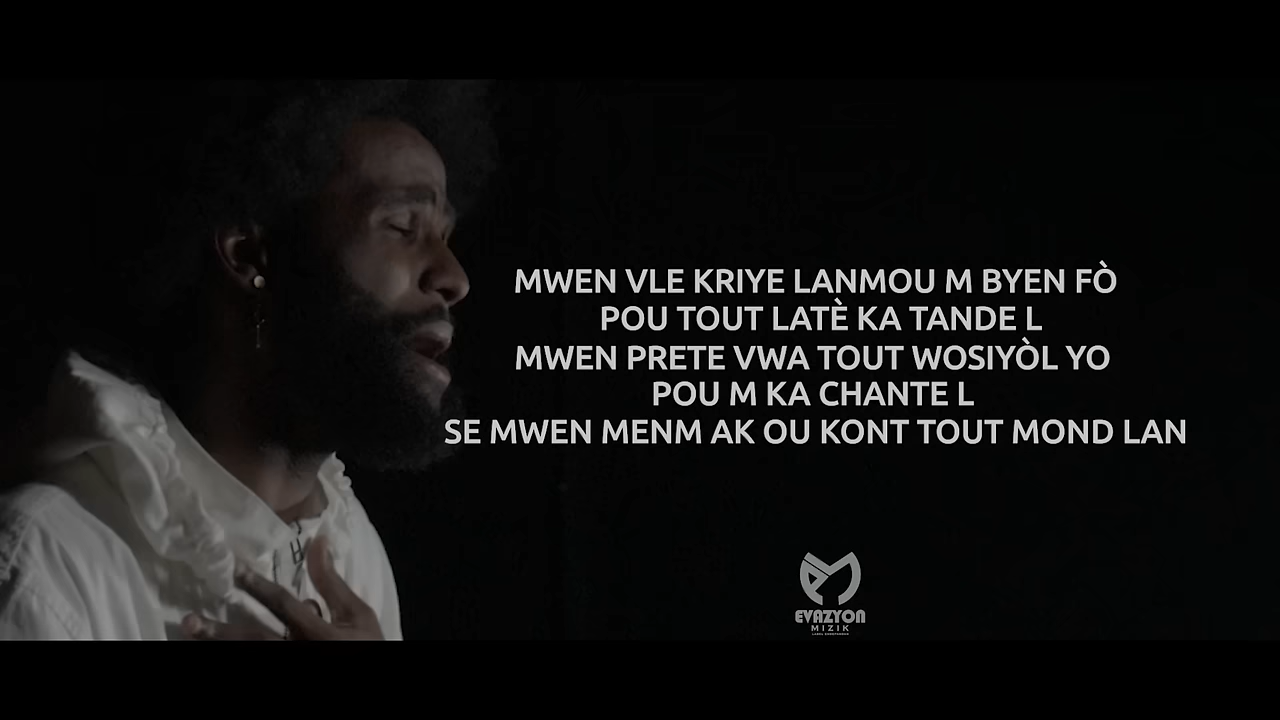 MWEN VLE KRIYE LANMOU M BYEN FÒ
POU TOUT LATÈ KA TANDE L
MWEN PRETE VWA TOUT WOSIYÒL YO
POU M KA CHANTE L
SE MWEN MENM AK OU KONT TOUT MOND LAN
EVAZYON
MIZIK